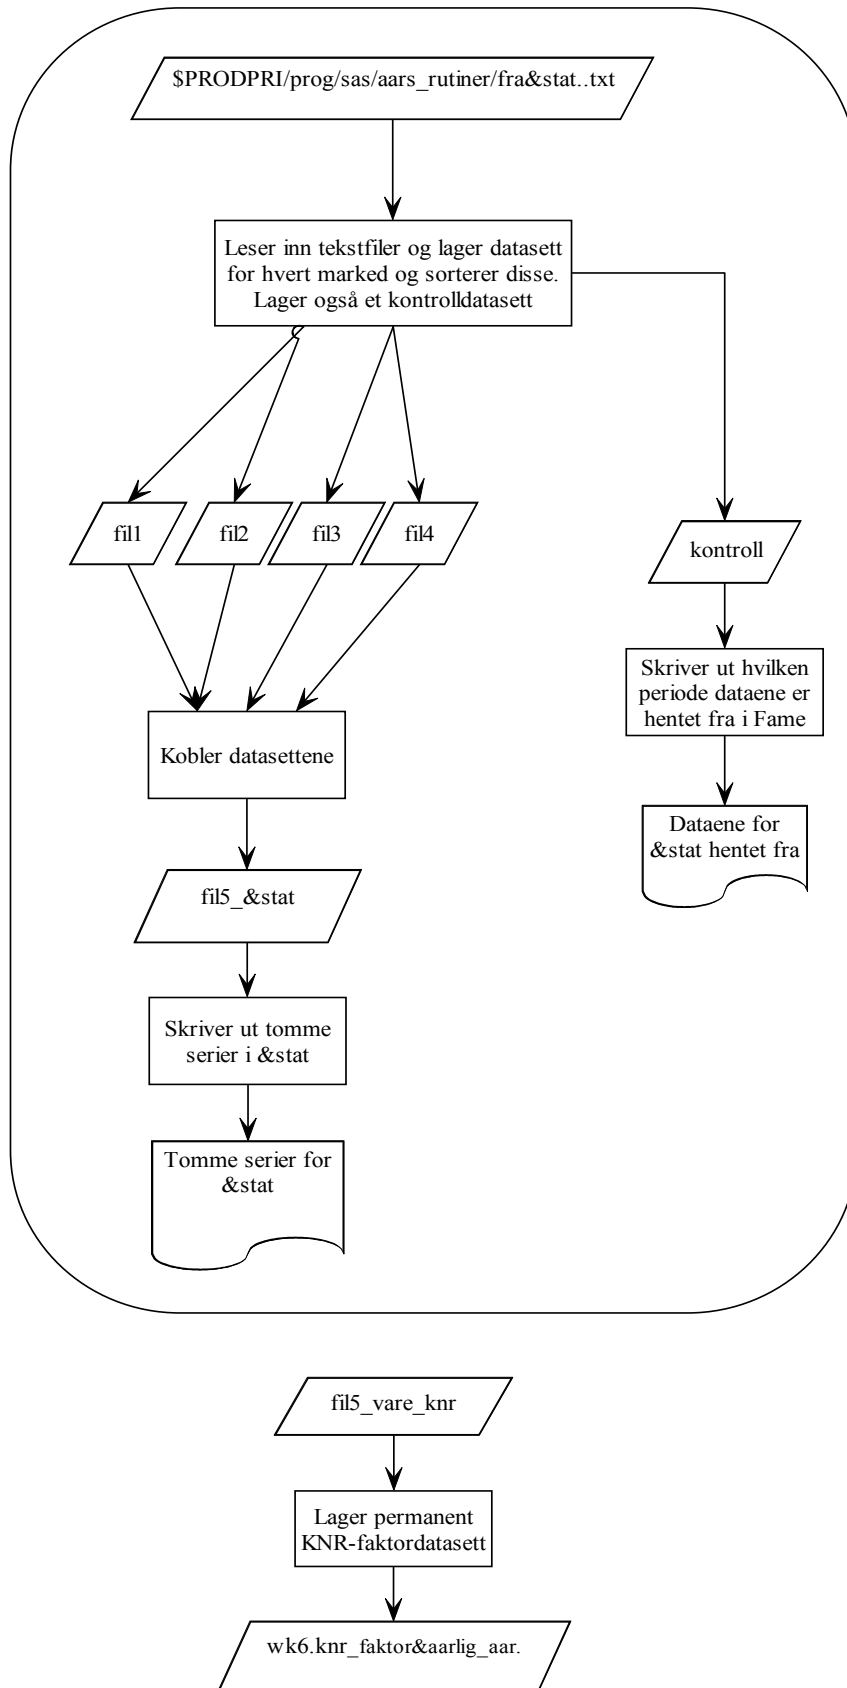 $PRODPRI/prog/sas/aars_rutiner/fra&stat..txt
Leser inn tekstfiler og lager datasett
for hvert marked og sorterer disse.
Lager også et kontrolldatasett
fil1
fil2
fil3
fil4
kontroll
Skriver ut hvilken
periode dataene er
hentet fra i Fame
Kobler datasettene
Dataene for
&stat hentet fra
fil5_&stat
Skriver ut tomme
serier i &stat
Tomme serier for
&stat
fil5_vare_knr
Lager permanent
KNR-faktordatasett
wk6.knr_faktor&aarlig_aar.